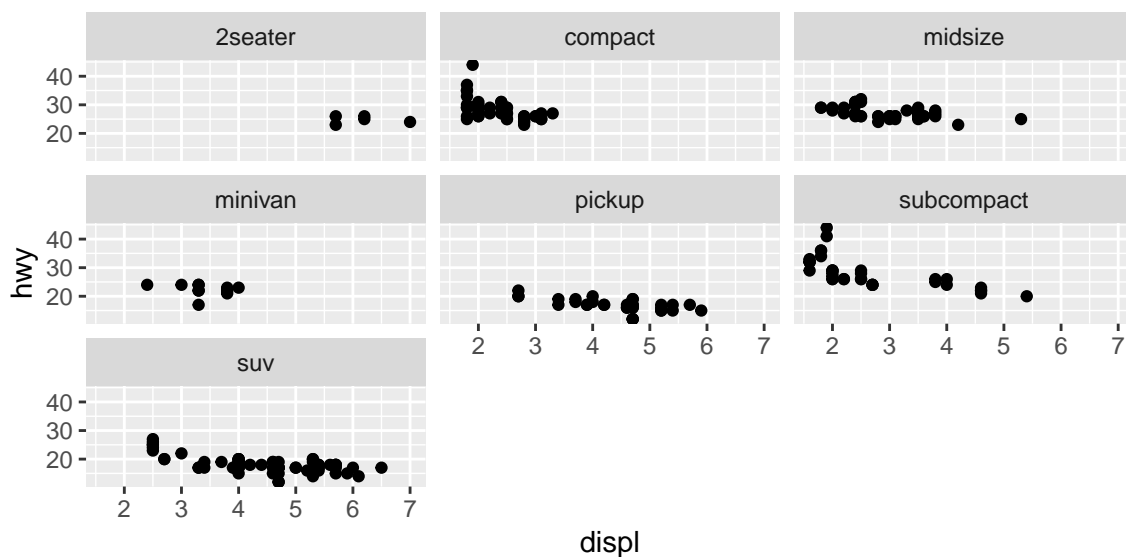 2seater compact midsize
40
30
20
minivan pickup subcompact
40
30
20
hwy
2 3 4 5 6 7 2 3 4 5 6 7
suv
40
30
20
2 3 4 5 6 7
displ